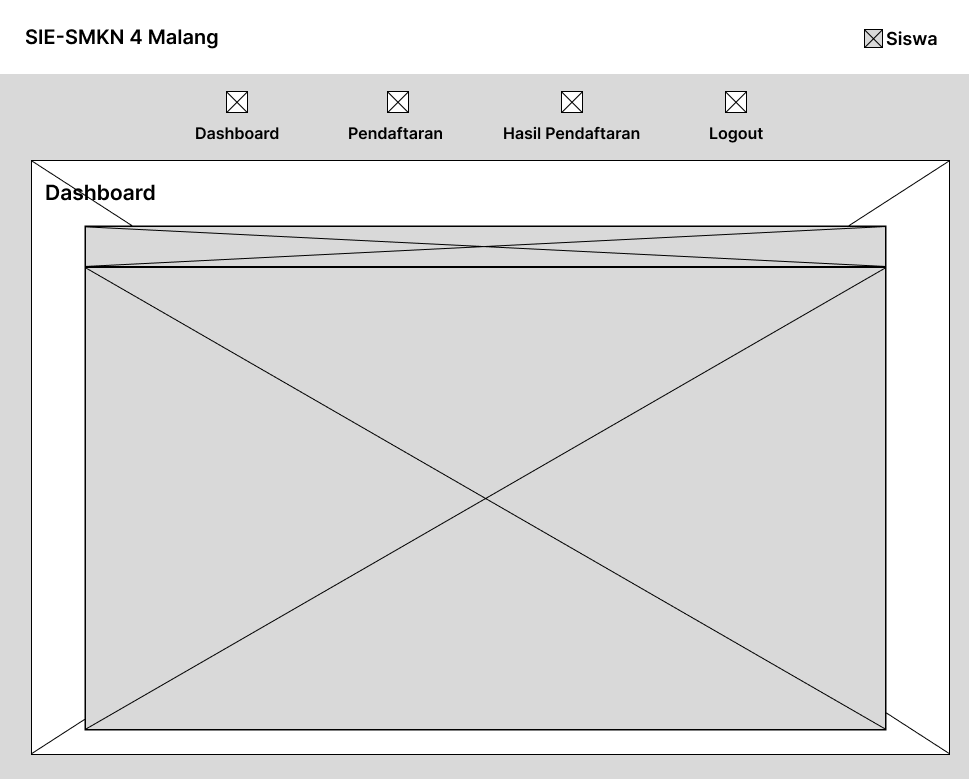 SIE-SMKN 4 Malang
Siswa
Dashboard
Pendaftaran
Hasil Pendaftaran
Logout
Dashboard